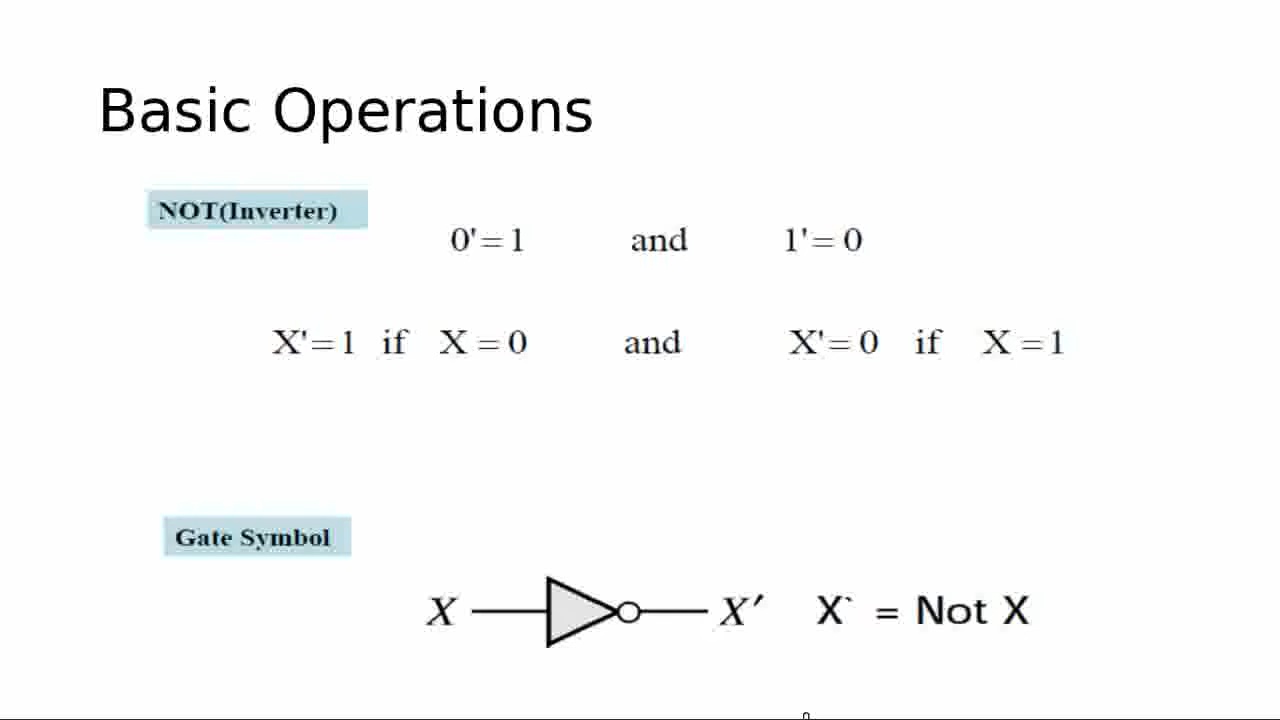 Basic Operations
NOT(Inverter)
0'=1 and 1'=0
X'=1 if X=0 and X'=0 if X=1
Gate Symbol
X X′ X` = Not X